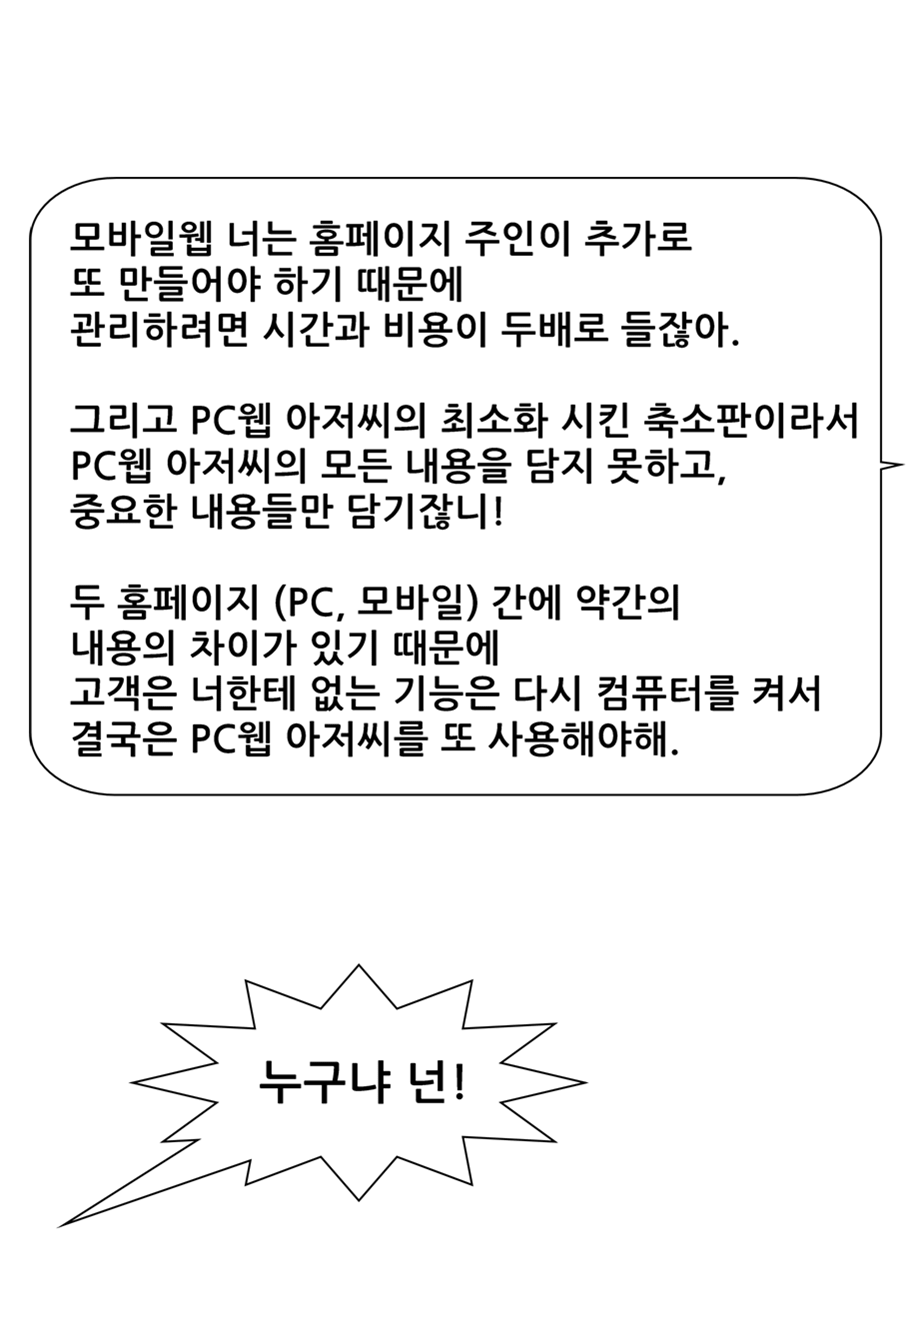 모바일웹 너는 홈페이지 주인이 추가로
또 만들어야 하기 때문에
관리하려면 시간과 비용이 두배로 들잖아.
그리고 PC웹 아저씨의 최소화 시킨 축소판이라서
PC웹 아저씨의 모든 내용을 담지 못하고,
중요한 내용들만 담기잖니!
두 홈페이지 (PC, 모바일) 간에 약간의
내용의 차이가 있기 때문에
고객은 너한테 없는 기능은 다시 컴퓨터를 켜서
결국은 PC웹 아저씨를 또 사용해야해.
누구냐 넌!